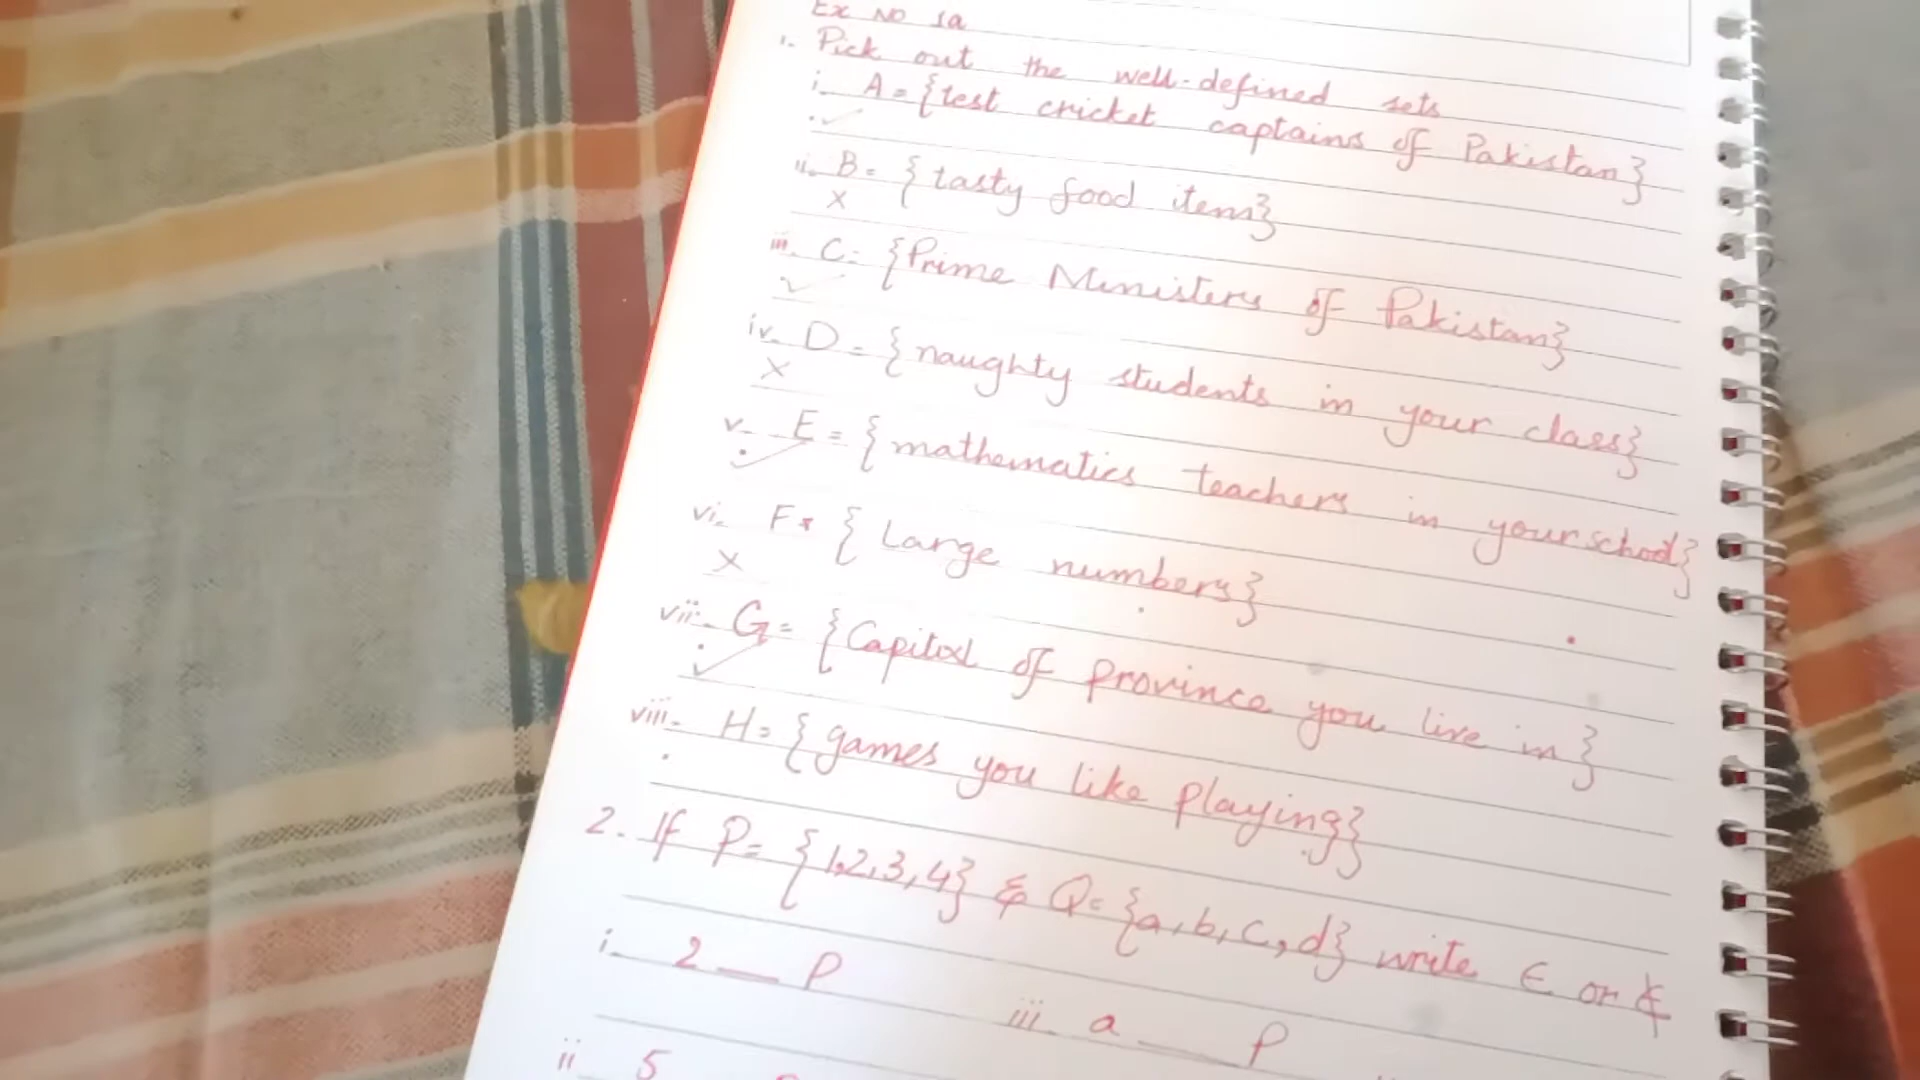 Ex No 1a
1. Pick out the well-defined sets
i. A = {test cricket captains of Pakistan}
✓
ii. B = {tasty food items}
X
iii. C = {Prime Ministers of Pakistan}
✓
iv. D = {naughty students in your class}
X
v. E = {mathematics teachers in your school}
✓
vi. F = {Large numbers}
X
vii. G = {Capital of province you live in}
✓
viii. H = {games you like playing}
2. If P = {1,2,3,4} & Q = {a,b,c,d} write ∈ or ∉
i. 2 __ P
iii. a __ P
ii 5